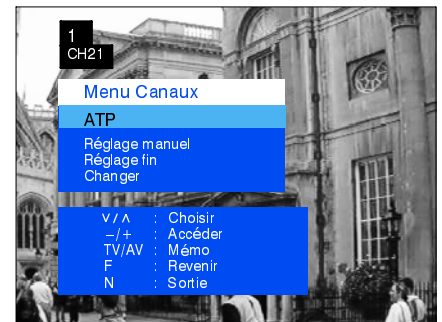 1
CH21
Menu Canaux
ATP
Réglage manuel
Réglage fin
Changer
∨/∧ : Choisir
–/+ : Accéder
TV/AV : Mémo
F : Revenir
N : Sortie